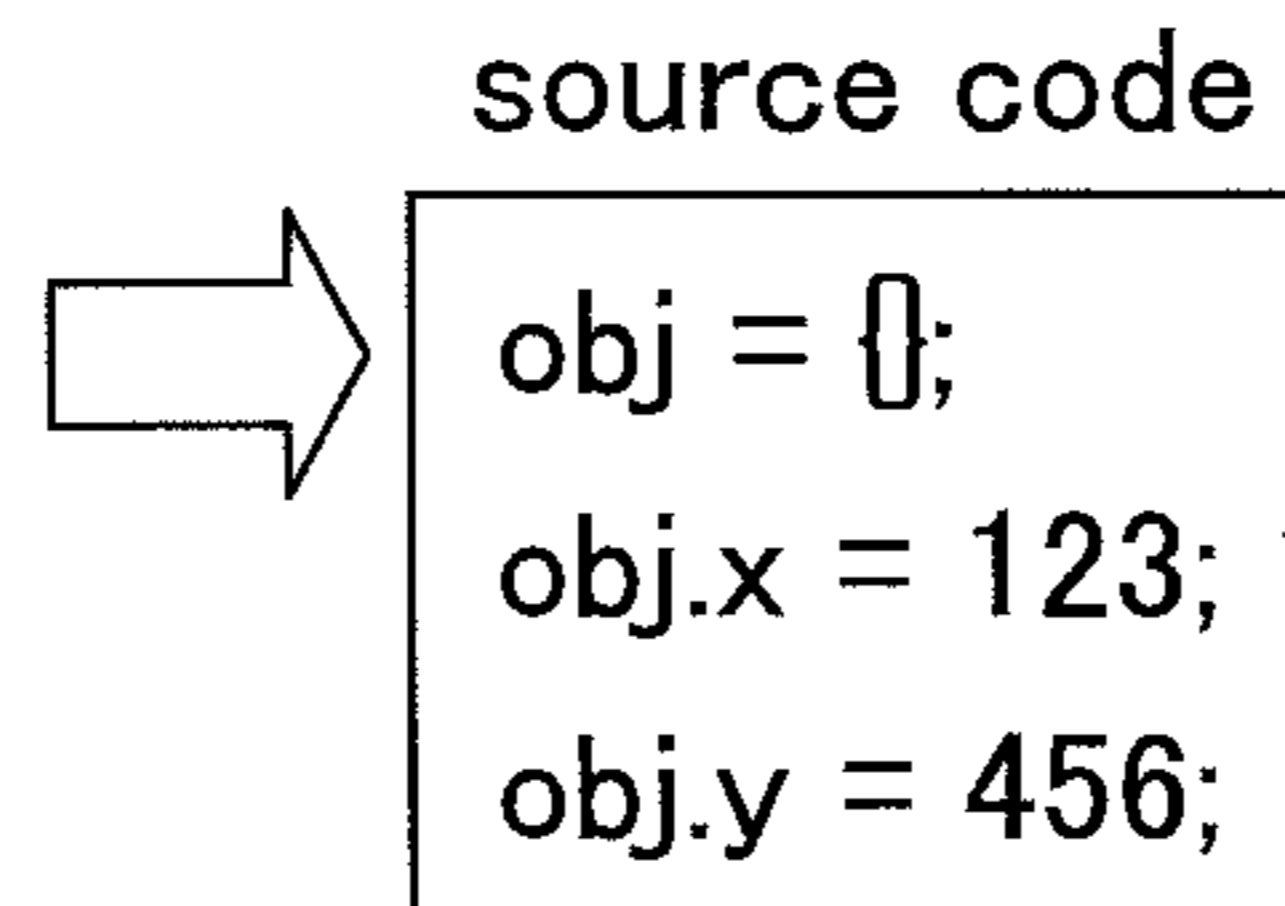 source code
obj = {};
obj.x = 123;
obj.y = 456;